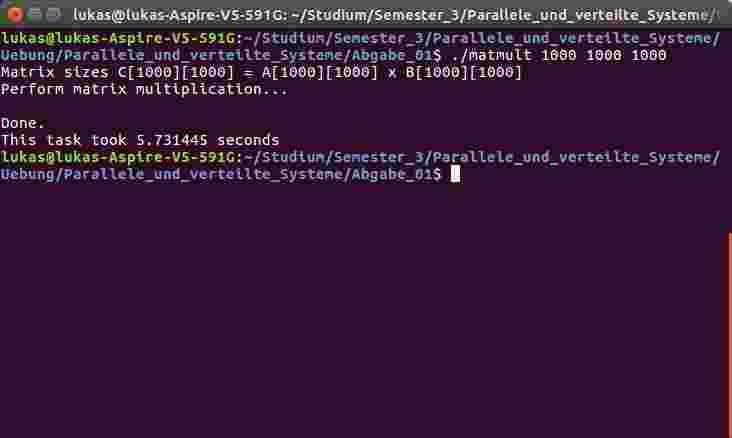 lukas@lukas-Aspire-V5-591G: ~/Studium/Semester_3/Parallele_und_verteilte_Systeme/
lukas@lukas-Aspire-V5-591G:~/Studium/Semester_3/Parallele_und_verteilte_Systeme/
Uebung/Parallele_und_verteilte_Systeme/Abgabe_01$ ./matmult 1000 1000 1000
Matrix sizes C[1000][1000] = A[1000][1000] x B[1000][1000]
Perform matrix multiplication...
Done.
This task took 5.731445 seconds
lukas@lukas-Aspire-V5-591G:~/Studium/Semester_3/Parallele_und_verteilte_Systeme/
Uebung/Parallele_und_verteilte_Systeme/Abgabe_01$